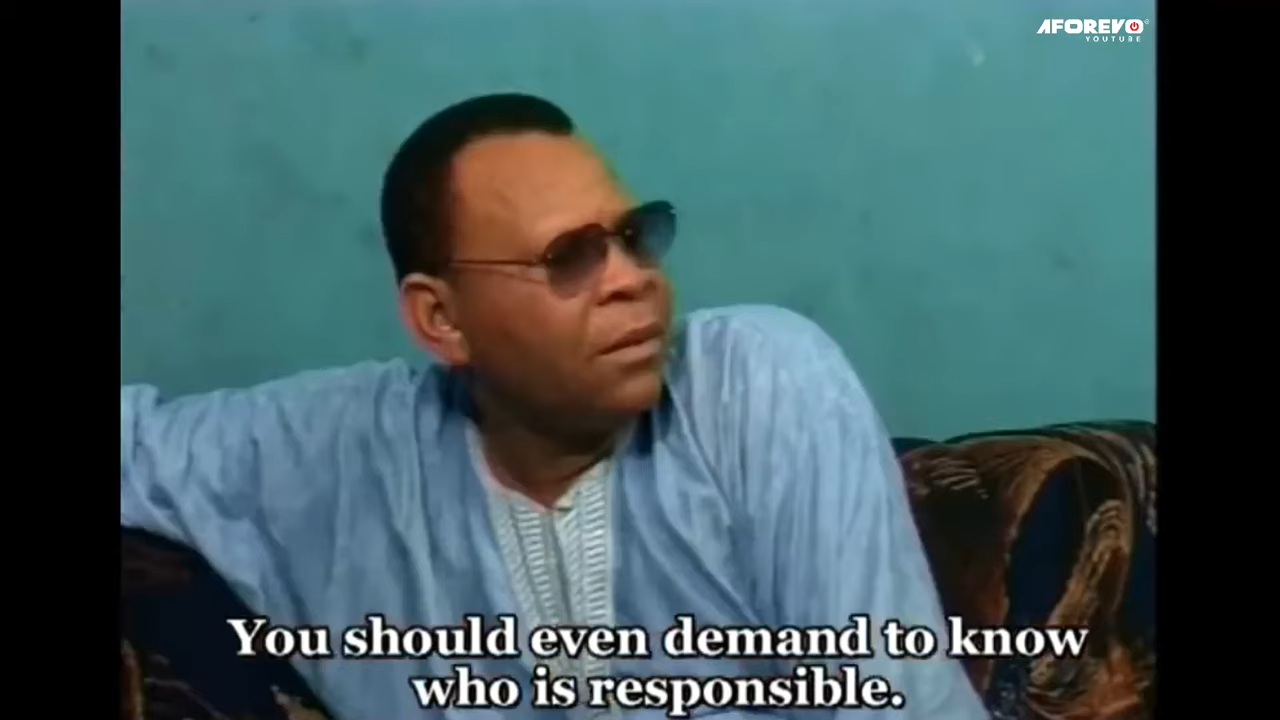 AFOREVO
YOUTUBE
You should even demand to know
who is responsible.